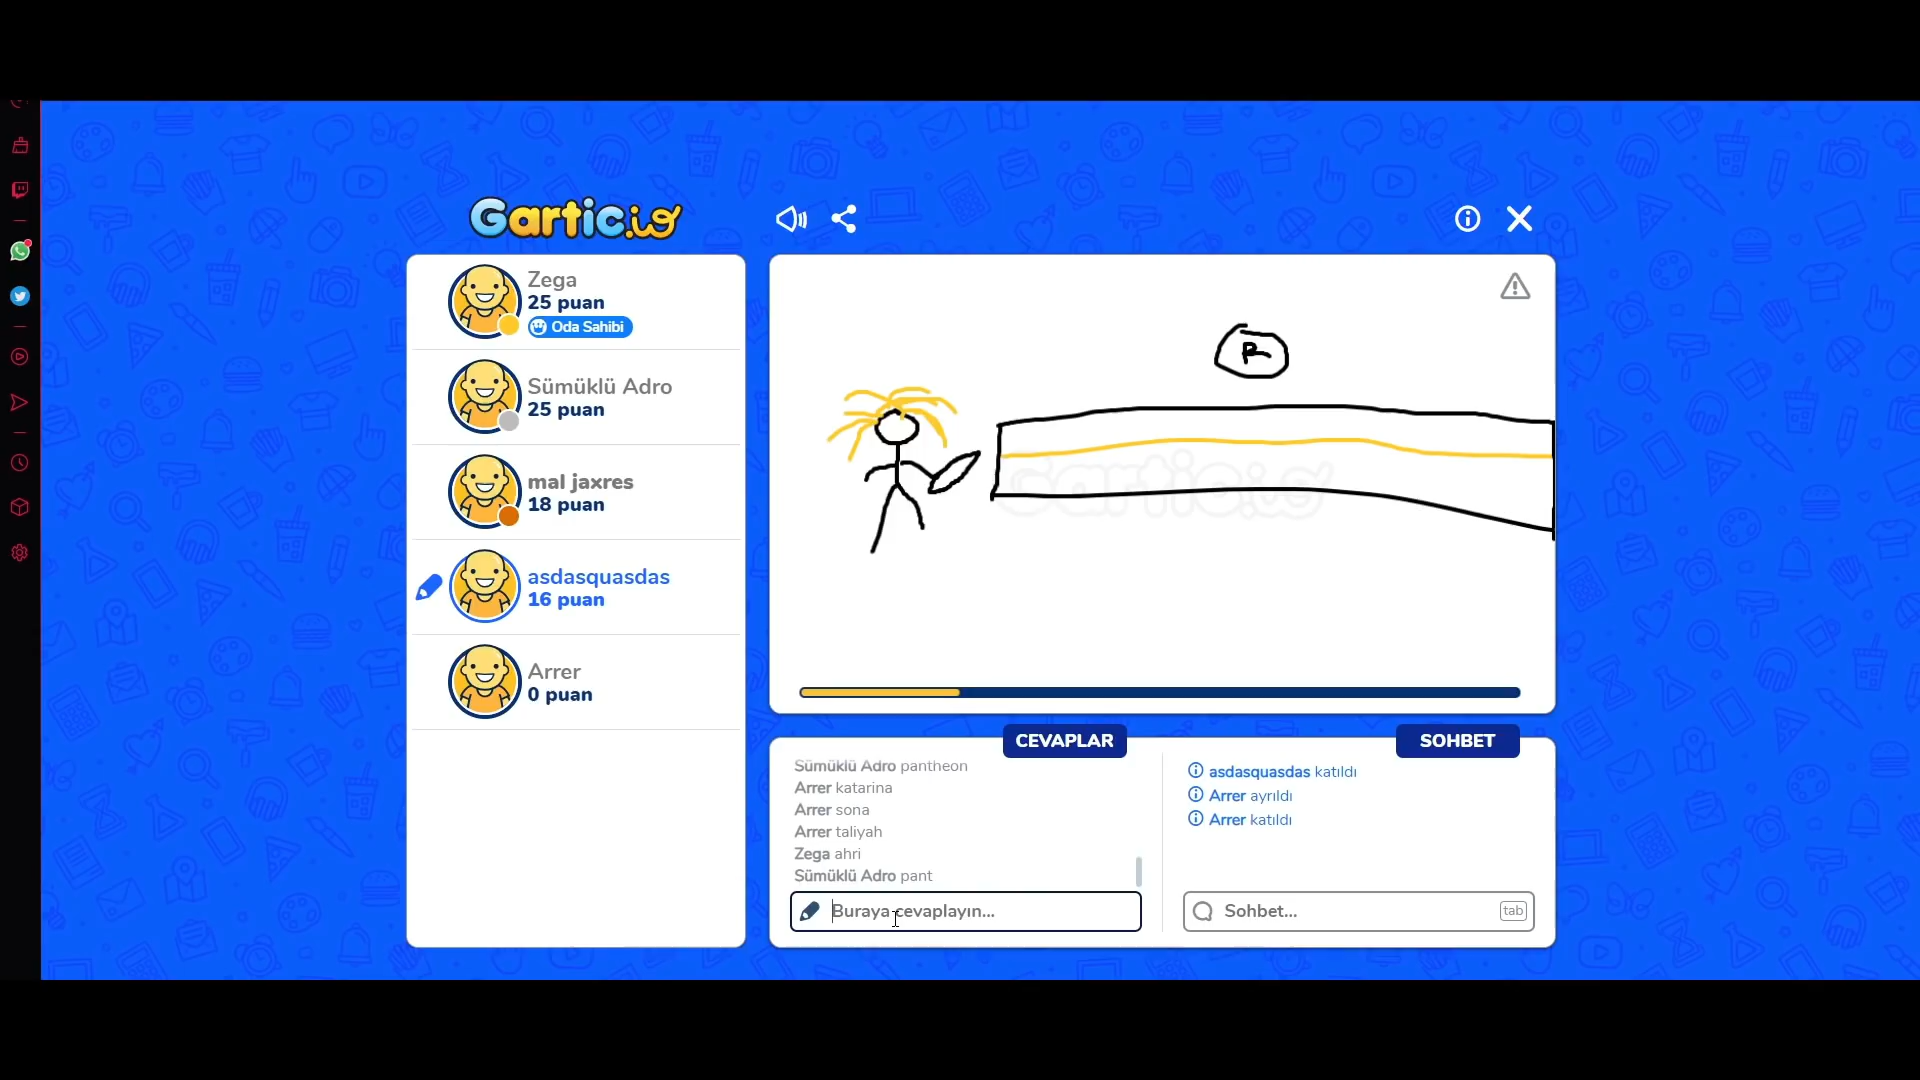 Gartic.io
Zega
25 puan
Oda Sahibi
Sümüklü Adro
25 puan
mal jaxres
18 puan
asdasquasdas
16 puan
Arrer
0 puan
R
Gartic.io
CEVAPLAR
Sümüklü Adro pantheon
Arrer katarina
Arrer sona
Arrer taliyah
Zega ahri
Sümüklü Adro pant
Buraya cevaplayın...
SOHBET
asdasquasdas katıldı
Arrer ayrıldı
Arrer katıldı
Sohbet...
tab